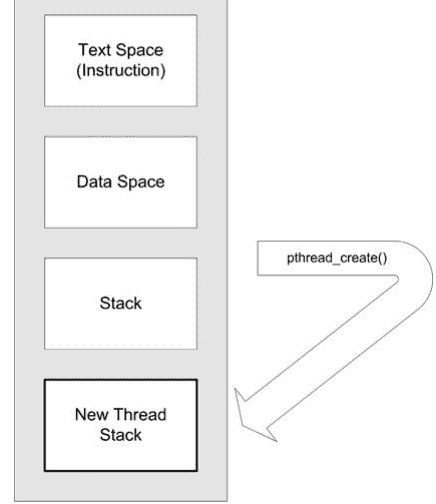 Text Space
(Instruction)
Data Space
pthread_create()
Stack
New Thread
Stack